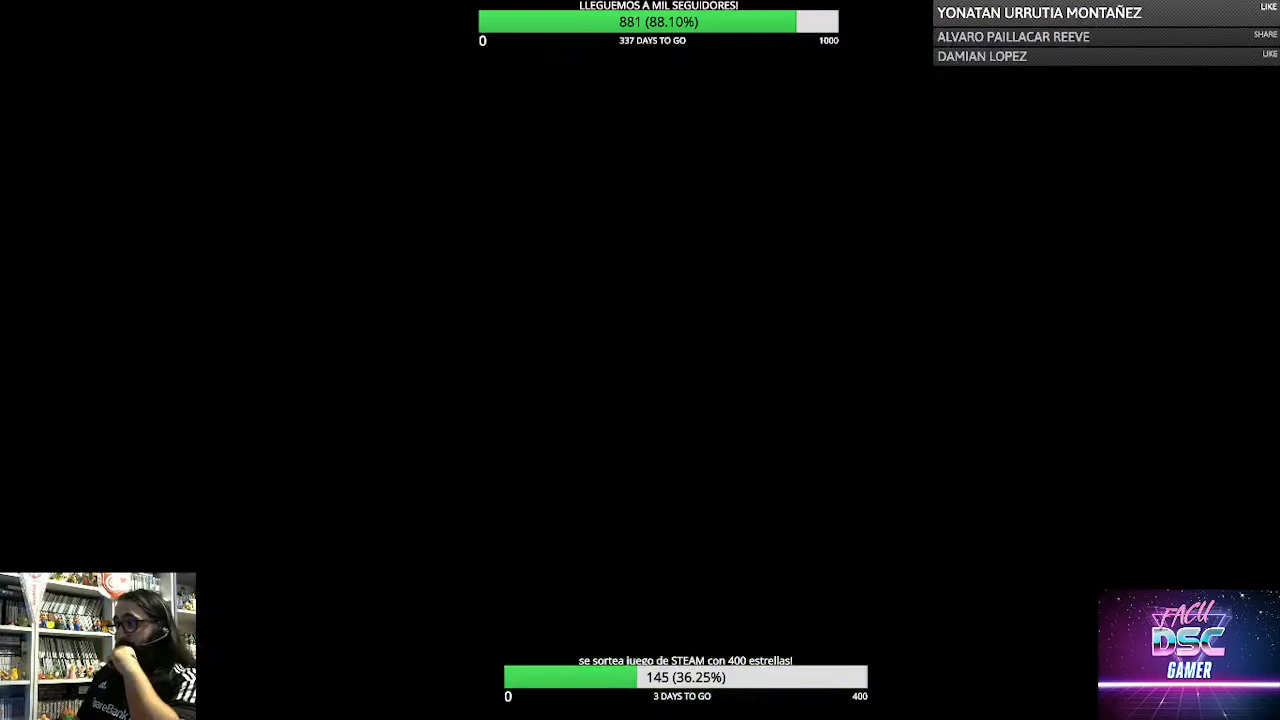 LLEGUEMOS A MIL SEGUIDORES!
881 (88.10%)
0
337 DAYS TO GO
1000
YONATAN URRUTIA MONTAÑEZ
LIKE
ALVARO PAILLACAR REEVE
SHARE
DAMIAN LOPEZ
LIKE
se sortea juego de STEAM con 400 estrellas!
145 (36.25%)
0
3 DAYS TO GO
400
FACU
DSC
GAMER